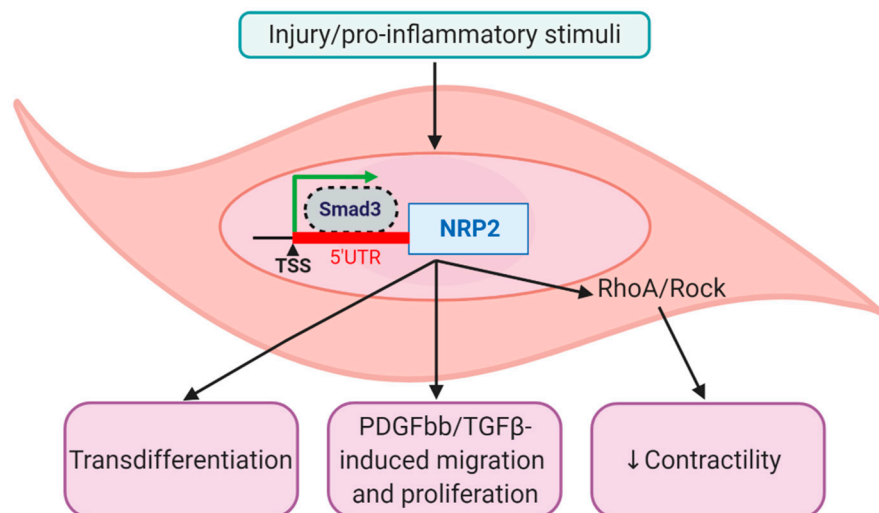 Injury/pro-inflammatory stimuli
Smad3
NRP2
TSS
5'UTR
RhoA/Rock
Transdifferentiation
PDGFbb/TGFβ-
induced migration
and proliferation
↓Contractility